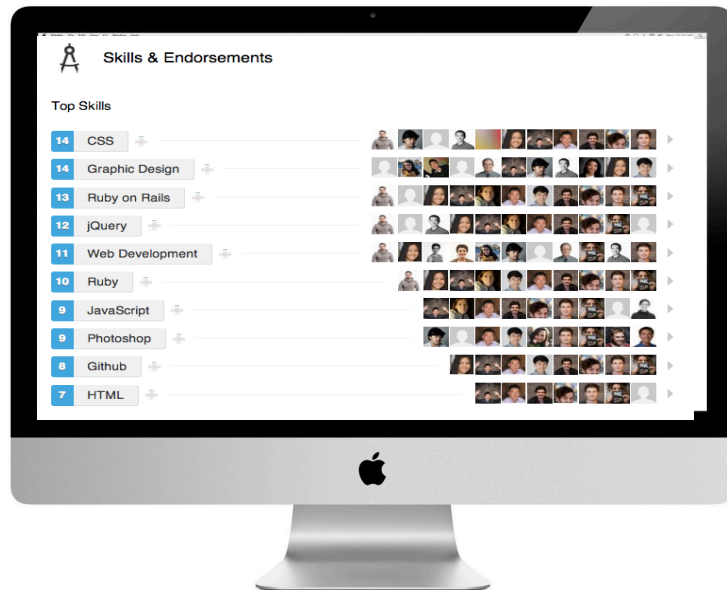 Skills & Endorsements
Top Skills
14 CSS
14 Graphic Design
13 Ruby on Rails
12 jQuery
11 Web Development
10 Ruby
9 JavaScript
9 Photoshop
8 Github
7 HTML